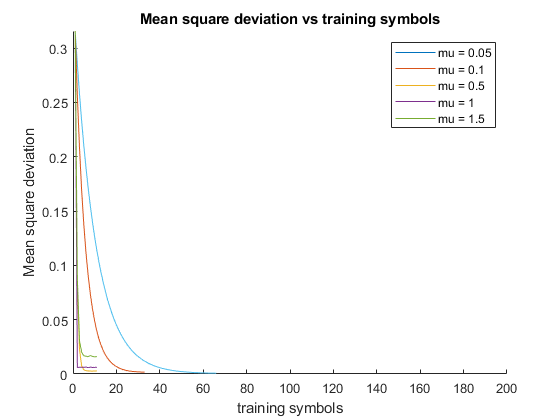 Mean square deviation vs training symbols
mu = 0.05
mu = 0.1
mu = 0.5
mu = 1
mu = 1.5
0.3
0.25
0.2
0.15
0.1
0.05
0
Mean square deviation
0 20 40 60 80 100 120 140 160 180 200
training symbols